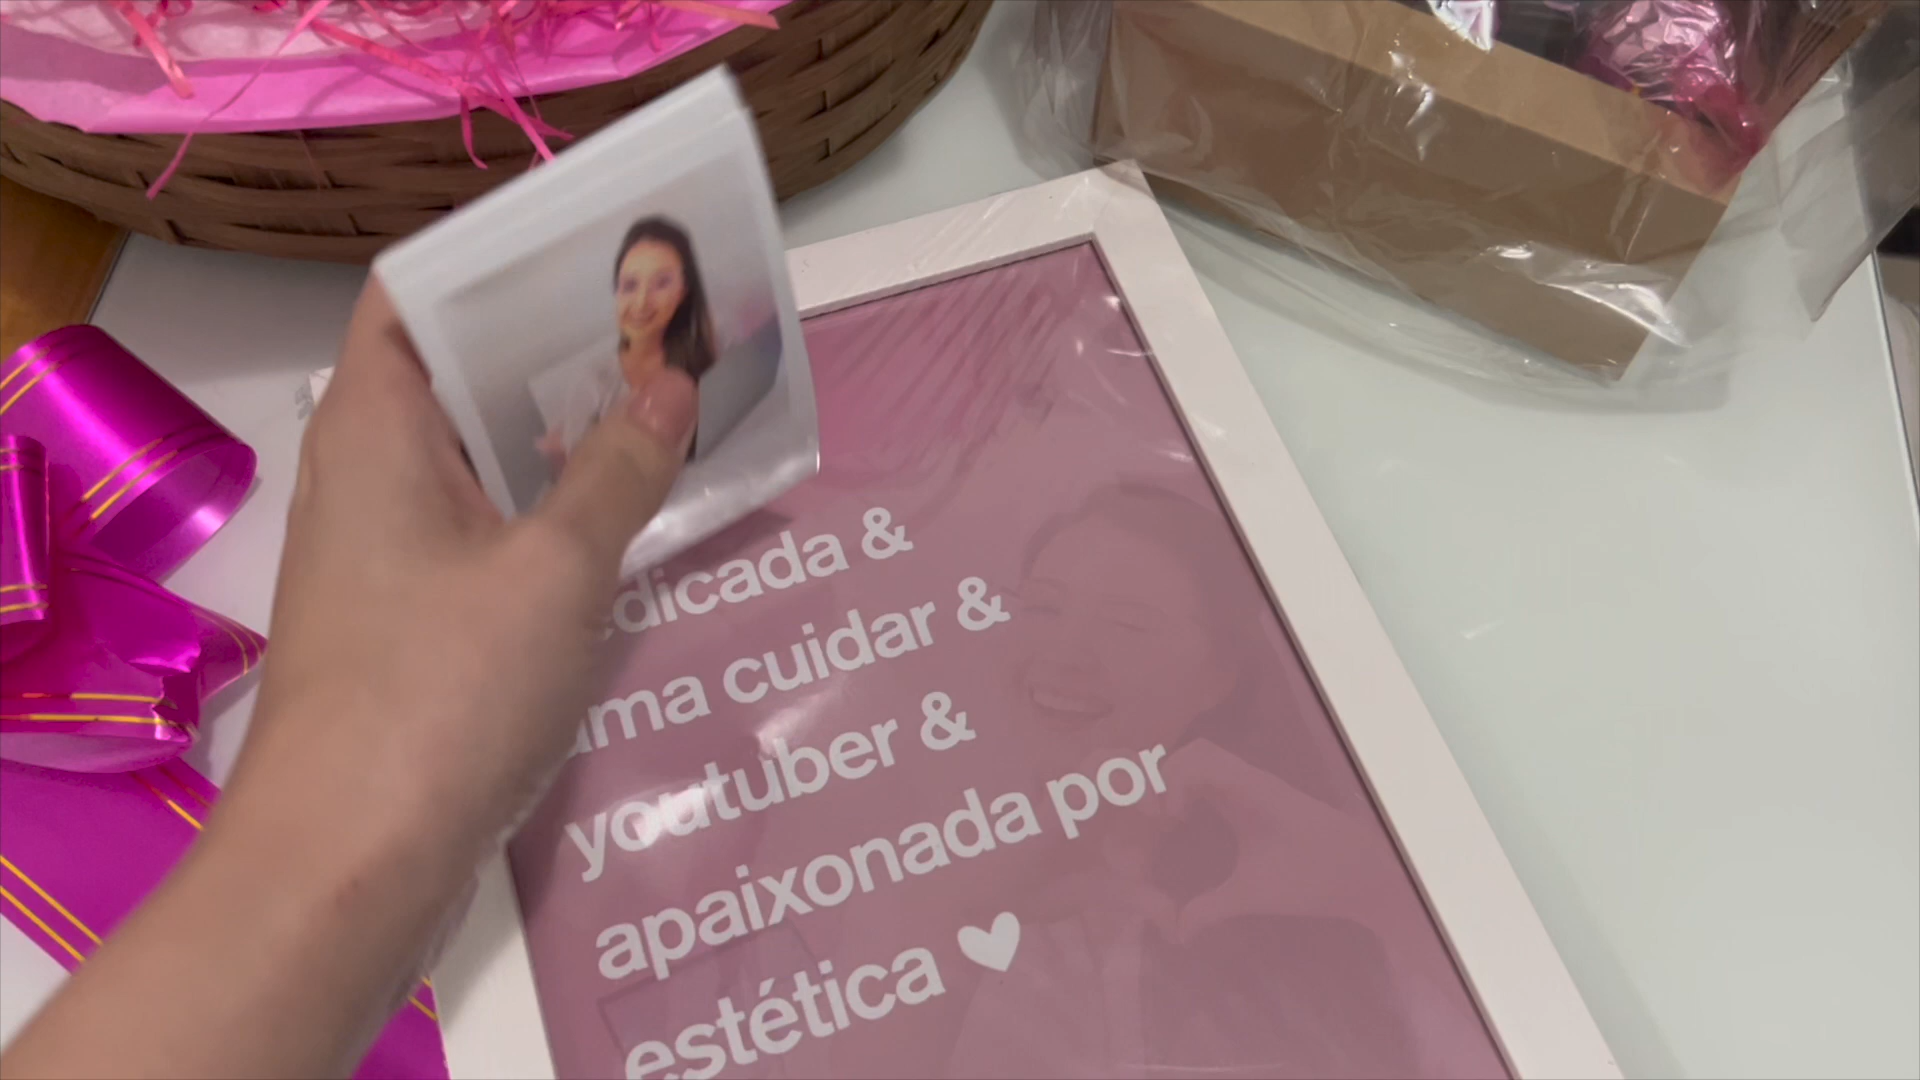 dicada &
ama cuidar &
youtuber &
apaixonada por
estética ♥